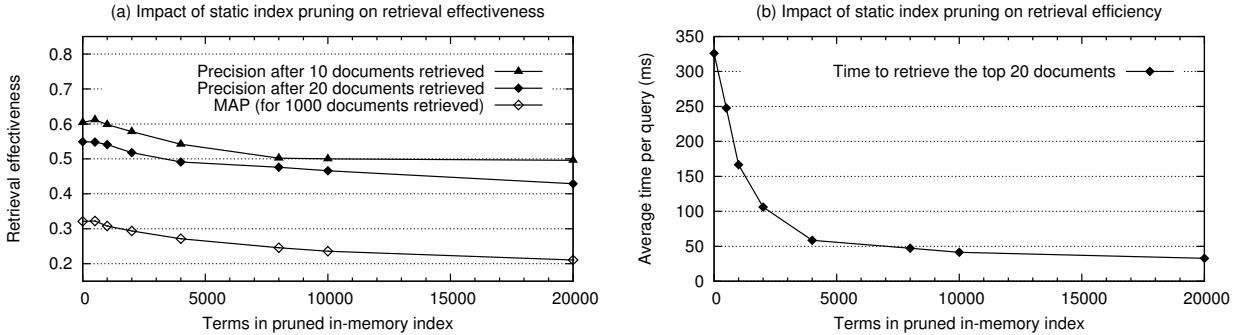 (a) Impact of static index pruning on retrieval effectiveness
Retrieval effectiveness
0.8
0.7
0.6
0.5
0.4
0.3
0.2
Precision after 10 documents retrieved
Precision after 20 documents retrieved
MAP (for 1000 documents retrieved)
0 5000 10000 15000 20000
Terms in pruned in-memory index
(b) Impact of static index pruning on retrieval efficiency
Average time per query (ms)
350
300
250
200
150
100
50
0
Time to retrieve the top 20 documents
0 5000 10000 15000 20000
Terms in pruned in-memory index